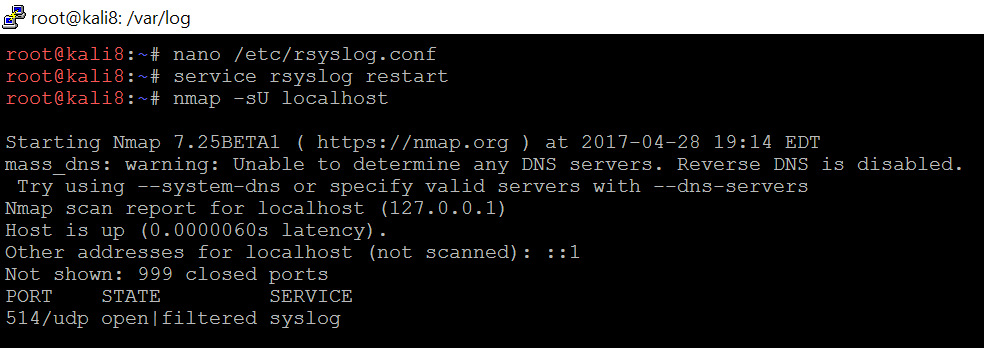 root@kali8: /var/log
root@kali8:~# nano /etc/rsyslog.conf
root@kali8:~# service rsyslog restart
root@kali8:~# nmap -sU localhost
Starting Nmap 7.25BETA1 ( https://nmap.org ) at 2017-04-28 19:14 EDT
mass_dns: warning: Unable to determine any DNS servers. Reverse DNS is disabled.
 Try using --system-dns or specify valid servers with --dns-servers
Nmap scan report for localhost (127.0.0.1)
Host is up (0.0000060s latency).
Other addresses for localhost (not scanned): ::1
Not shown: 999 closed ports
PORT    STATE         SERVICE
514/udp open|filtered syslog